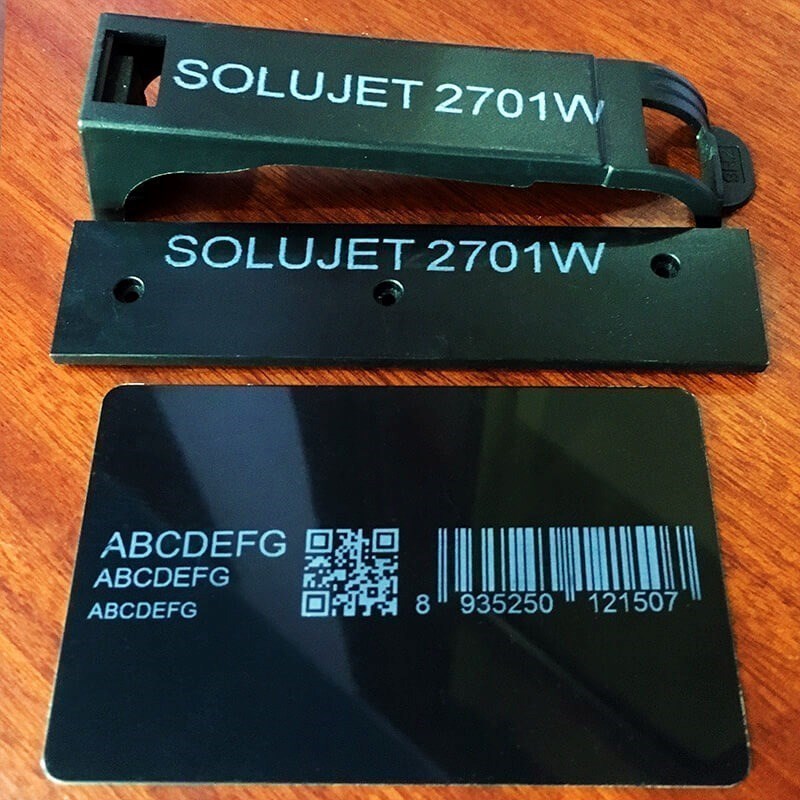 SOLUJET 2701W
SOLUJET 2701W
ABCDEFG
ABCDEFG
ABCDEFG
8 935250 121507